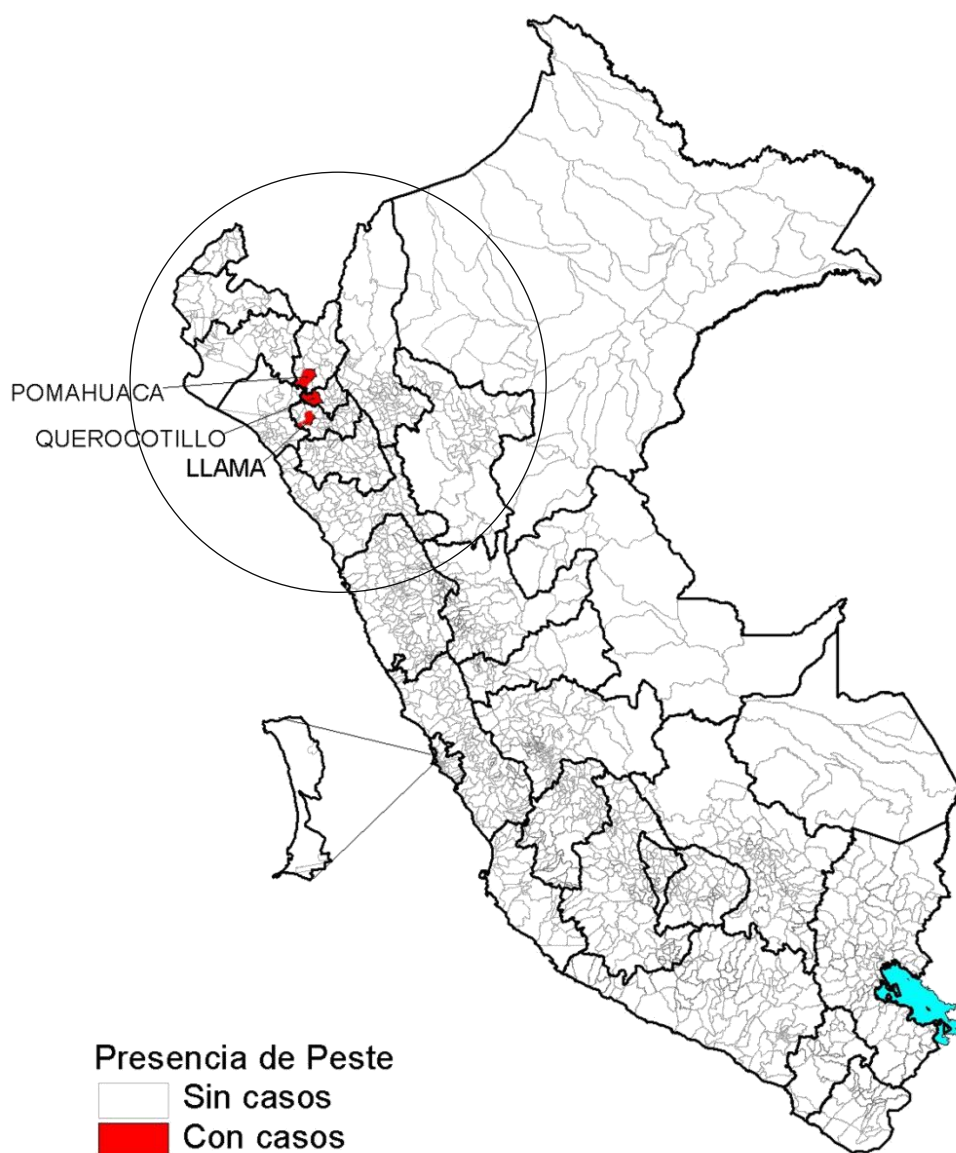 POMAHUACA
QUEROCOTILLO
LLAMA
Presencia de Peste
Sin casos
Con casos